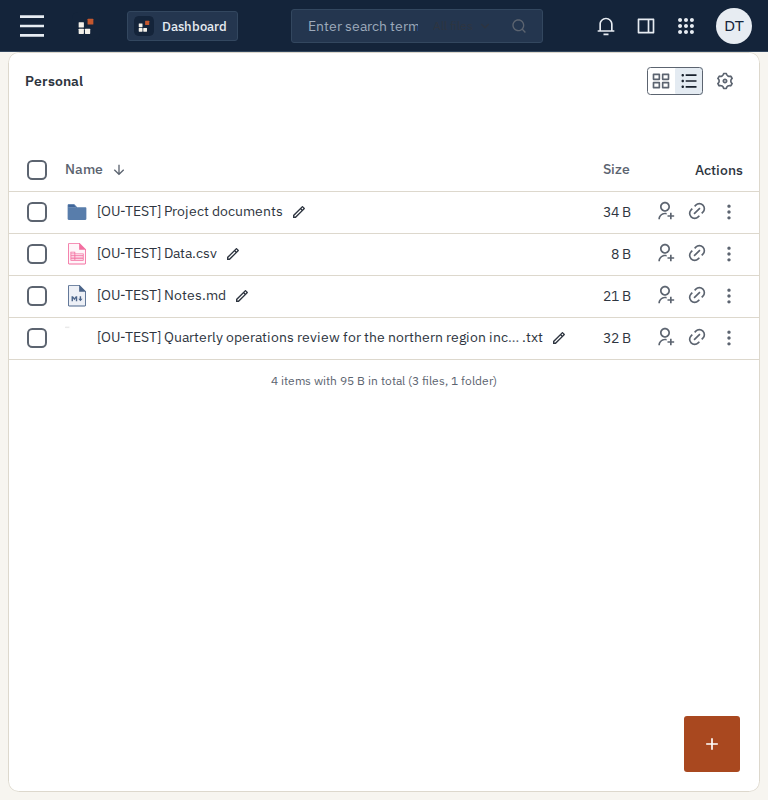 Dashboard
Enter search term
DT
Personal
Name Size Actions
[OU-TEST] Project documents 34 B
[OU-TEST] Data.csv 8 B
[OU-TEST] Notes.md 21 B
[OU-TEST] Quarterly operations review for the northern region inc... .txt 32 B
4 items with 95 B in total (3 files, 1 folder)